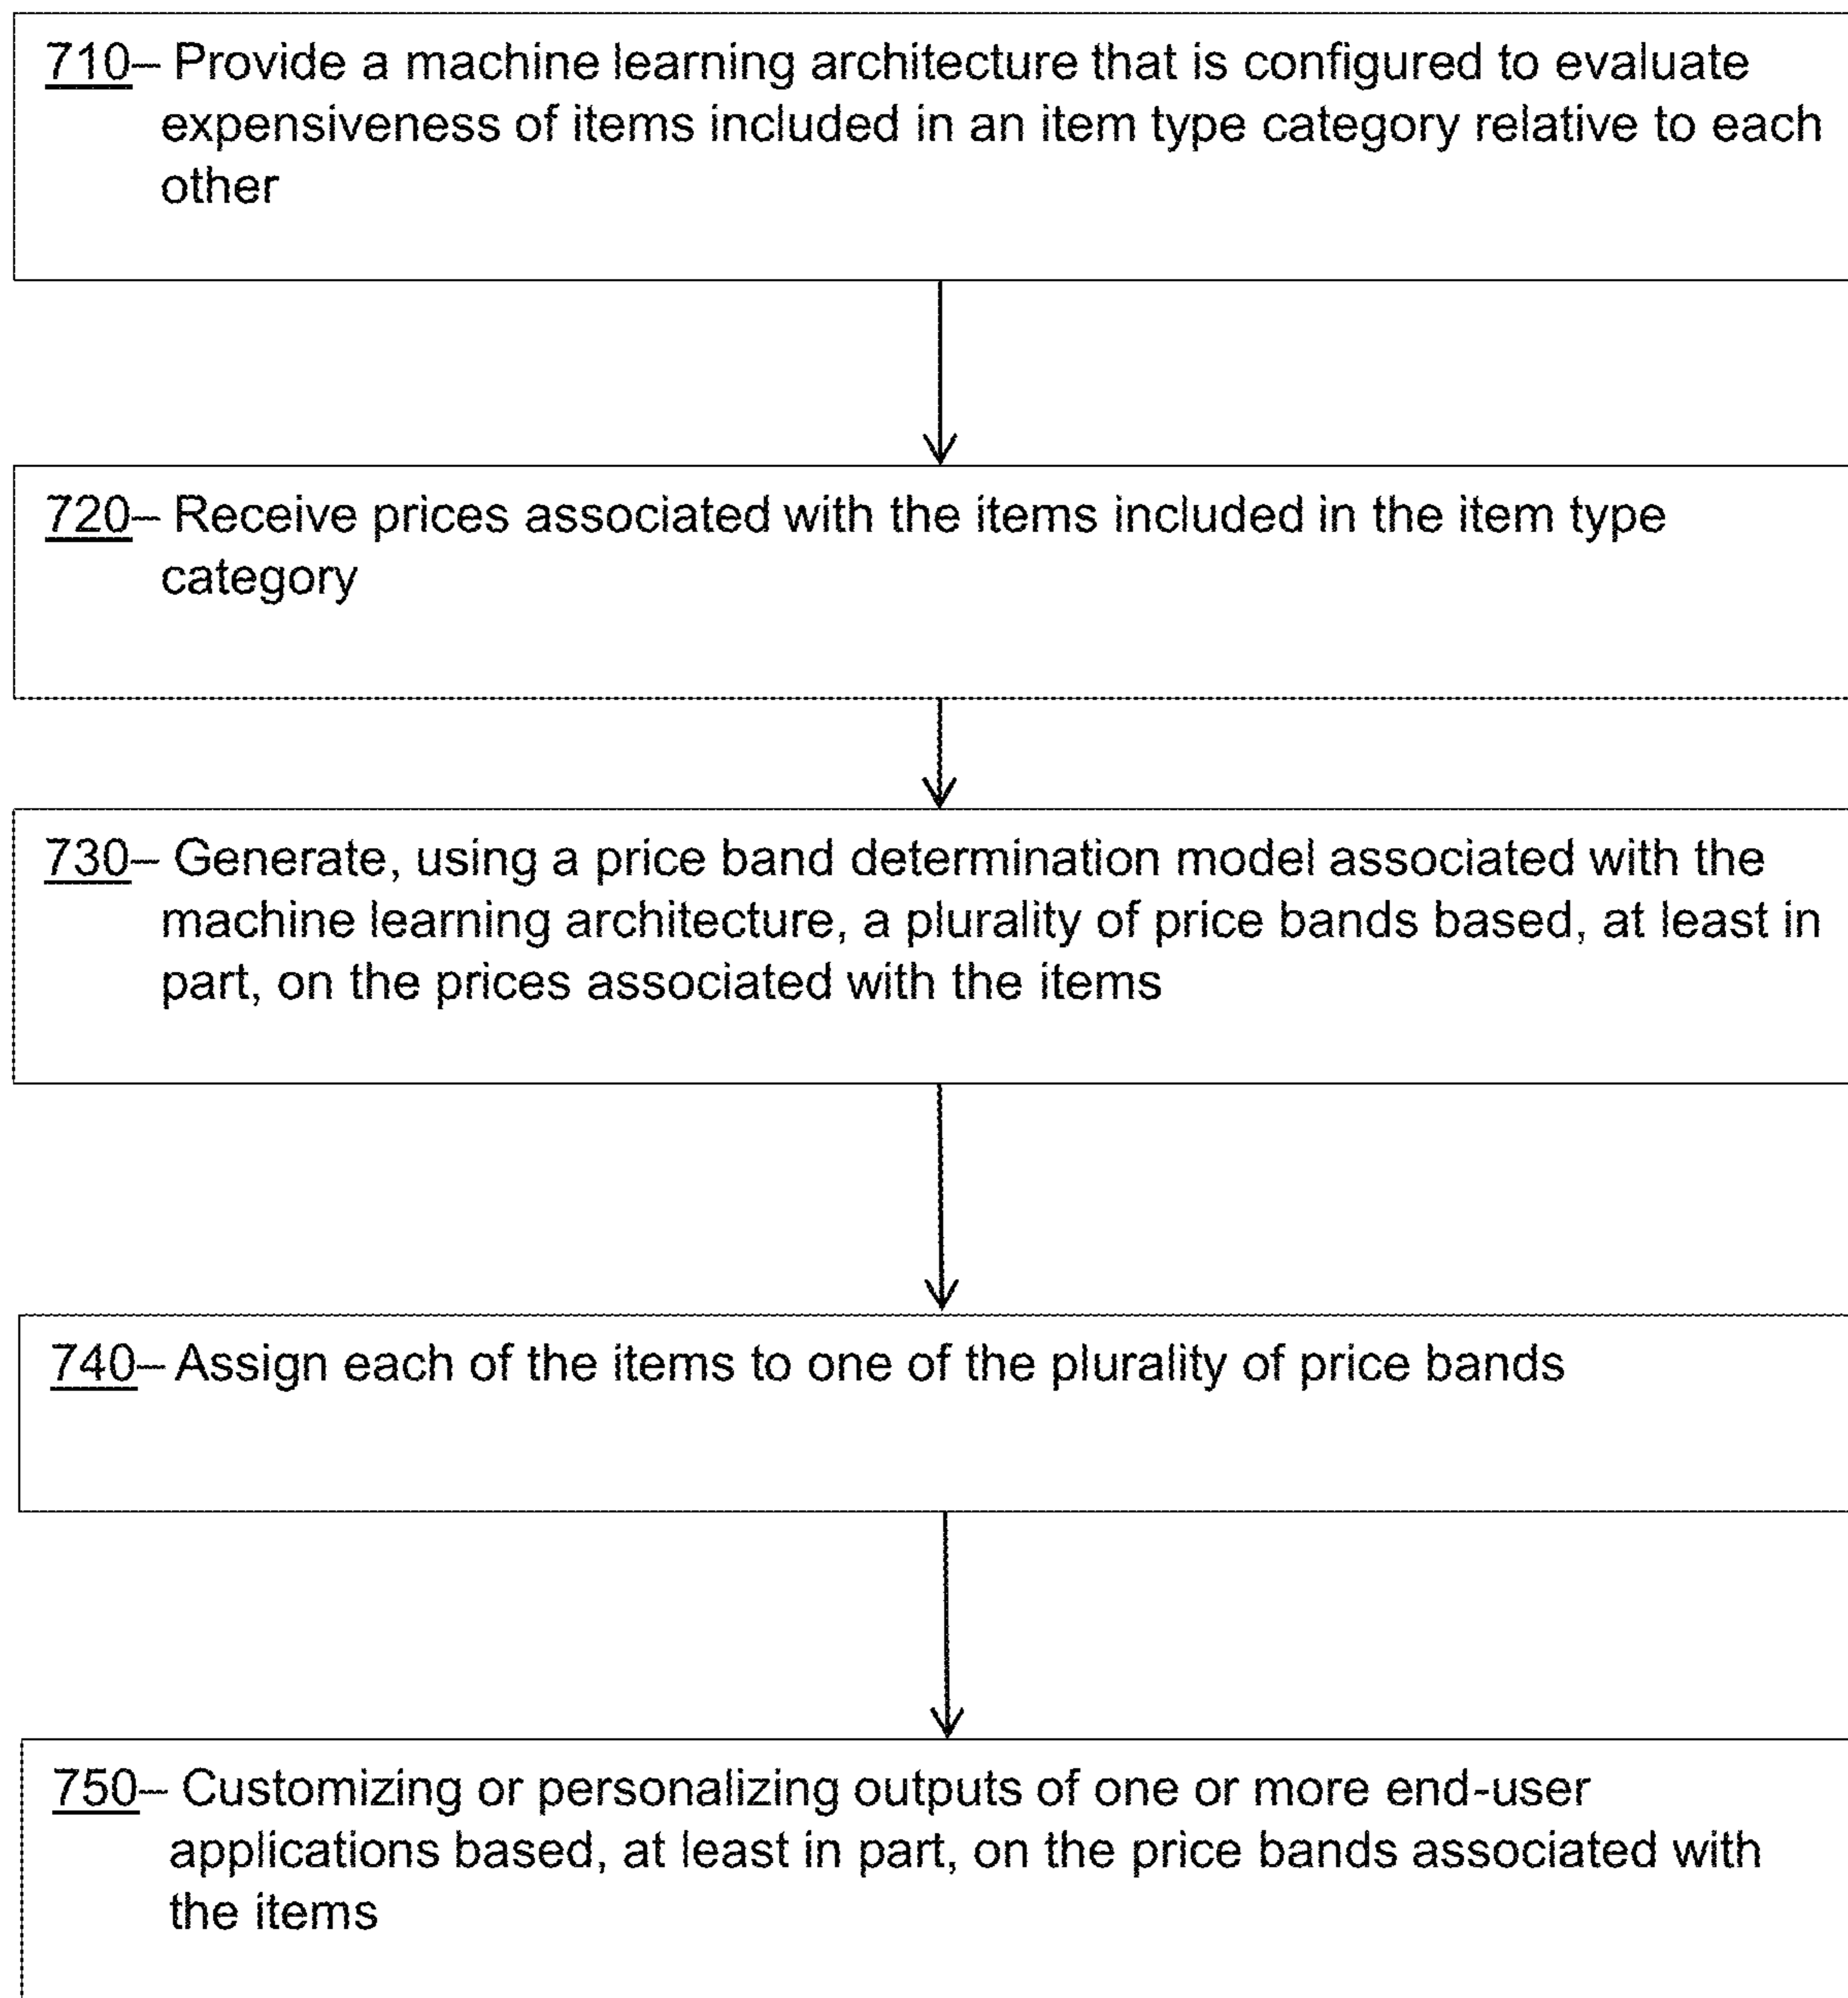 710– Provide a machine learning architecture that is configured to evaluate
expensiveness of items included in an item type category relative to each
other
720– Receive prices associated with the items included in the item type
category
730– Generate, using a price band determination model associated with the
machine learning architecture, a plurality of price bands based, at least in
part, on the prices associated with the items
740– Assign each of the items to one of the plurality of price bands
750– Customizing or personalizing outputs of one or more end-user
applications based, at least in part, on the price bands associated with
the items